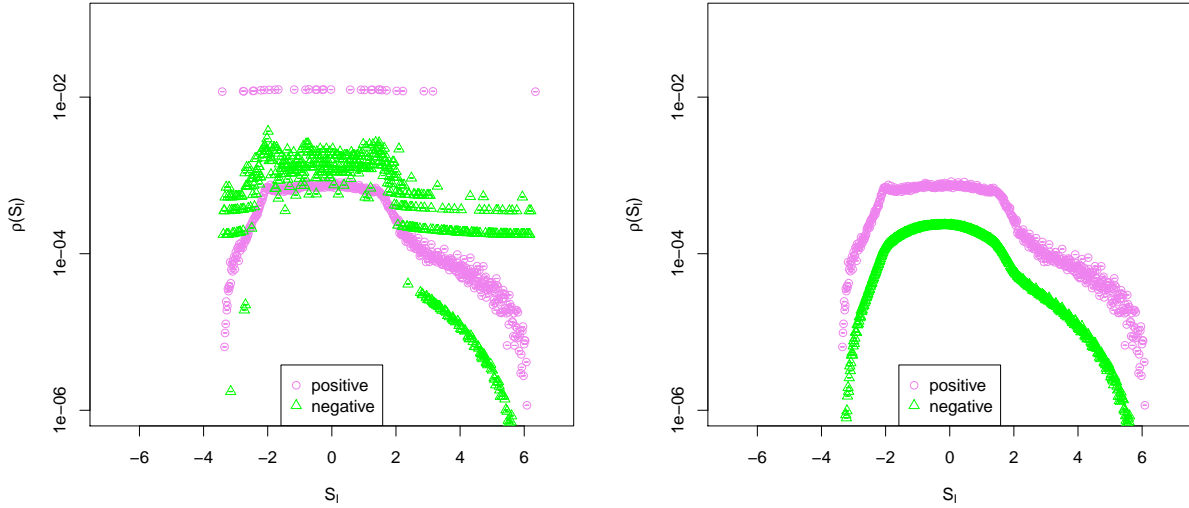 1e−02
1e−04
1e−06
ρ(Sₗ)
positive
negative
−6 −4 −2 0 2 4 6
Sₗ
1e−02
1e−04
1e−06
ρ(Sₗ)
positive
negative
−6 −4 −2 0 2 4 6
Sₗ